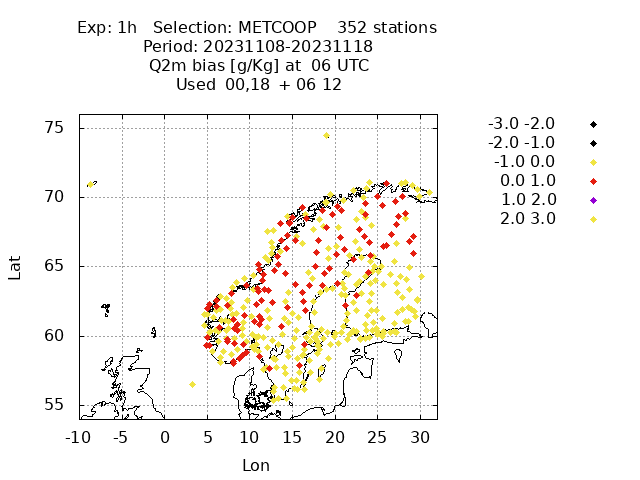 Exp: 1h   Selection: METCOOP    352 stations
Period: 20231108-20231118
Q2m bias [g/Kg] at  06 UTC
Used  00,18  + 06 12
-3.0 -2.0
-2.0 -1.0
-1.0 0.0
0.0 1.0
1.0 2.0
2.0 3.0
75
70
65
60
55
Lat
-10 -5 0 5 10 15 20 25 30
Lon